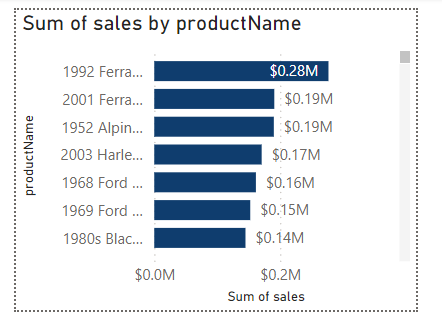 Sum of sales by productName
productName
1992 Ferra... $0.28M
2001 Ferra... $0.19M
1952 Alpin... $0.19M
2003 Harle... $0.17M
1968 Ford ... $0.16M
1969 Ford ... $0.15M
1980s Blac... $0.14M
$0.0M $0.2M
Sum of sales